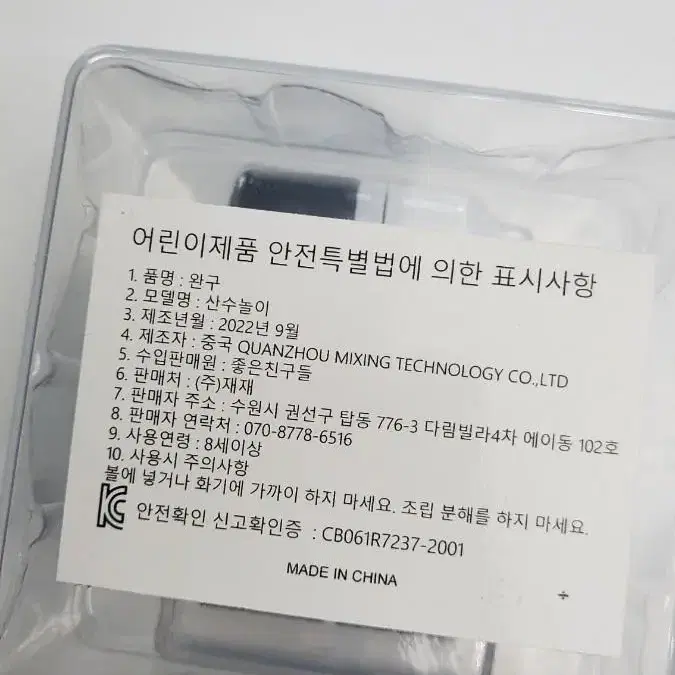 어린이제품 안전특별법에 의한 표시사항
1. 품명 : 완구
2. 모델명 : 산수놀이
3. 제조년월 : 2022년 9월
4. 제조자 : 중국 QUANZHOU MIXING TECHNOLOGY CO.,LTD
5. 수입판매원 : 좋은친구들
6. 판매처 : (주)재재
7. 판매자 주소 : 수원시 권선구 탑동 776-3 다림빌라4차 에이동 102호
8. 판매자 연락처 : 070-8778-6516
9. 사용연령 : 8세이상
10. 사용시 주의사항
볼에 넣거나 화기에 가까이 하지 마세요. 조립 분해를 하지 마세요.
KC 안전확인 신고확인증 : CB061R7237-2001
MADE IN CHINA
÷